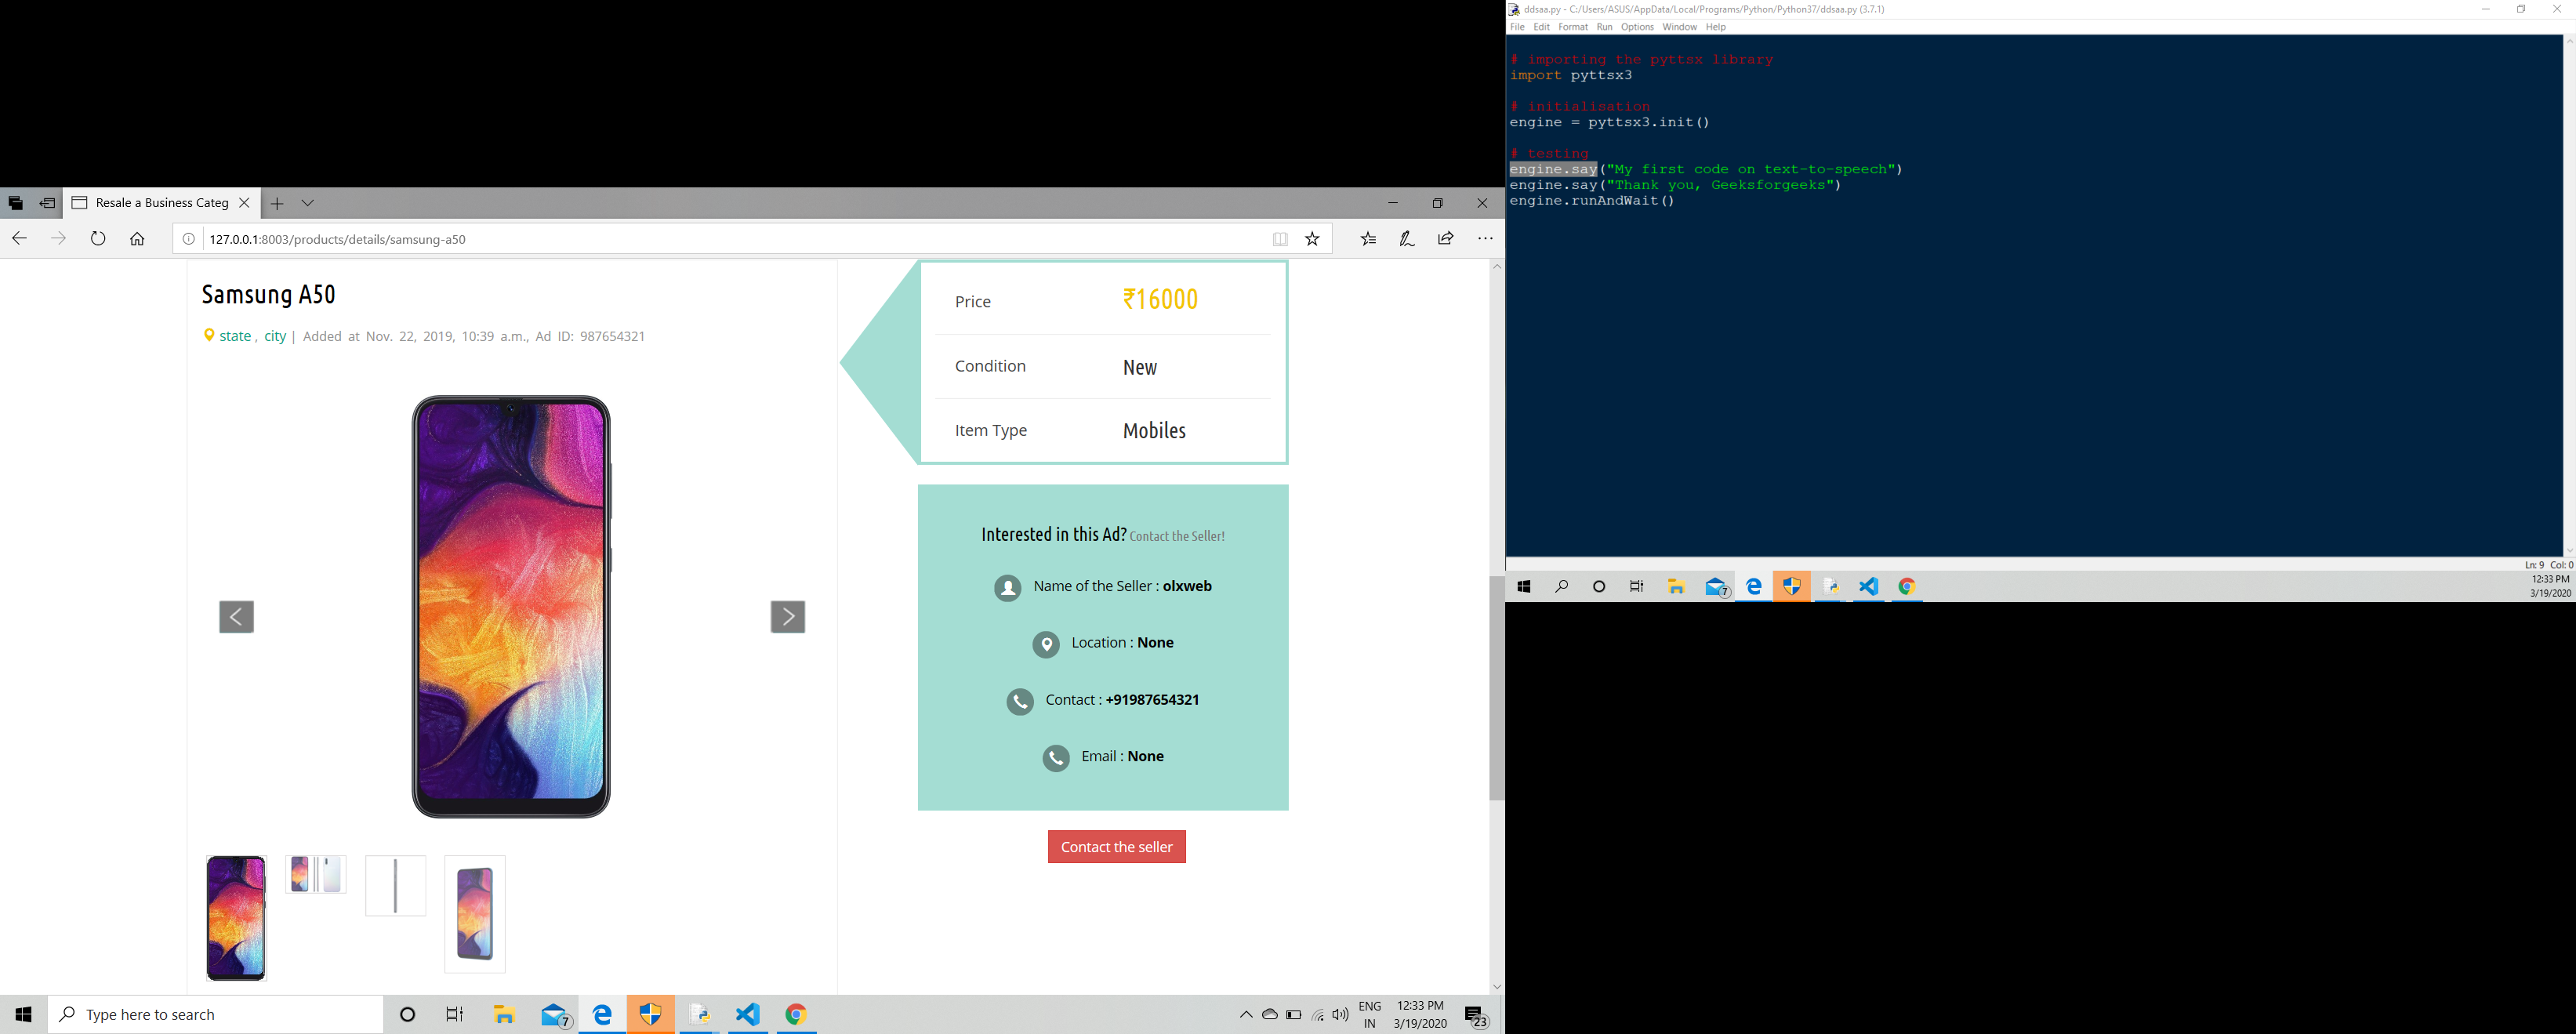 Resale a Business Categ
127.0.0.1:8003/products/details/samsung-a50
Samsung A50
state , city | Added at Nov. 22, 2019, 10:39 a.m., Ad ID: 987654321
Price ₹16000
Condition New
Item Type Mobiles
Interested in this Ad? Contact the Seller!
Name of the Seller : olxweb
Location : None
Contact : +91987654321
Email : None
Contact the seller
Type here to search
7
ENG
IN
12:33 PM
3/19/2020
23
ddsaa.py - C:/Users/ASUS/AppData/Local/Programs/Python/Python37/ddsaa.py (3.7.1)
File Edit Format Run Options Window Help
# importing the pyttsx library
import pyttsx3
# initialisation
engine = pyttsx3.init()
# testing
engine.say("My first code on text-to-speech")
engine.say("Thank you, Geeksforgeeks")
engine.runAndWait()
Ln: 9 Col: 0
7
12:33 PM
3/19/2020